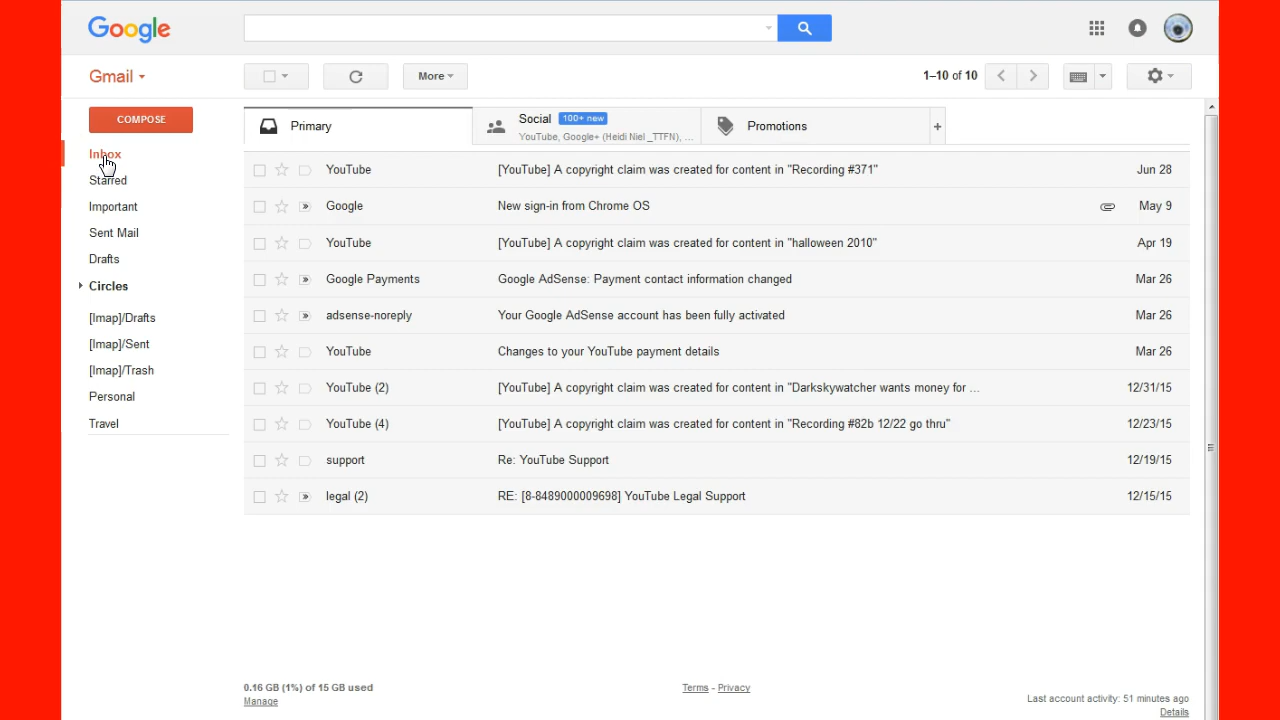 Google
Gmail
More
1–10 of 10
COMPOSE
Inbox
Starred
Important
Sent Mail
Drafts
Circles
[Imap]/Drafts
[Imap]/Sent
[Imap]/Trash
Personal
Travel
Primary
Social 100+ new
YouTube, Google+ (Heidi Niel _TTFN), ...
Promotions
+
YouTube [YouTube] A copyright claim was created for content in "Recording #371" Jun 28
Google New sign-in from Chrome OS May 9
YouTube [YouTube] A copyright claim was created for content in "halloween 2010" Apr 19
Google Payments Google AdSense: Payment contact information changed Mar 26
adsense-noreply Your Google AdSense account has been fully activated Mar 26
YouTube Changes to your YouTube payment details Mar 26
YouTube (2) [YouTube] A copyright claim was created for content in "Darkskywatcher wants money for ... 12/31/15
YouTube (4) [YouTube] A copyright claim was created for content in "Recording #82b 12/22 go thru" 12/23/15
support Re: YouTube Support 12/19/15
legal (2) RE: [8-8489000009698] YouTube Legal Support 12/15/15
0.16 GB (1%) of 15 GB used
Manage
Terms - Privacy
Last account activity: 51 minutes ago
Details